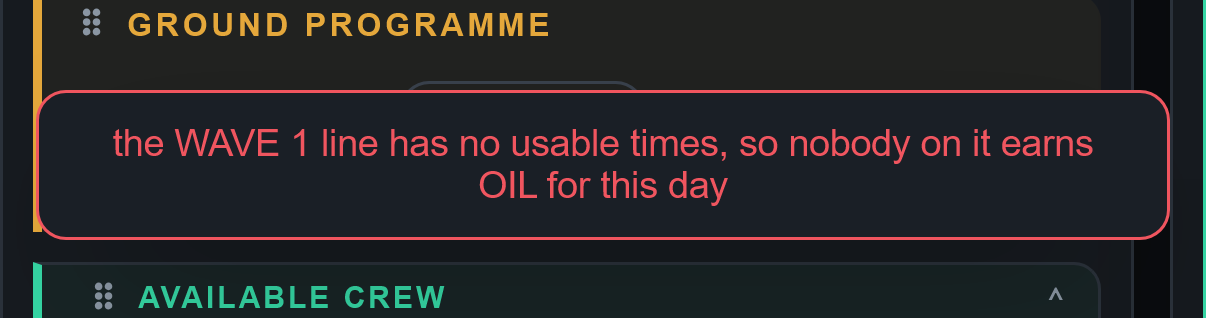 GROUND PROGRAMME
the WAVE 1 line has no usable times, so nobody on it earns
OIL for this day
AVAILABLE CREW